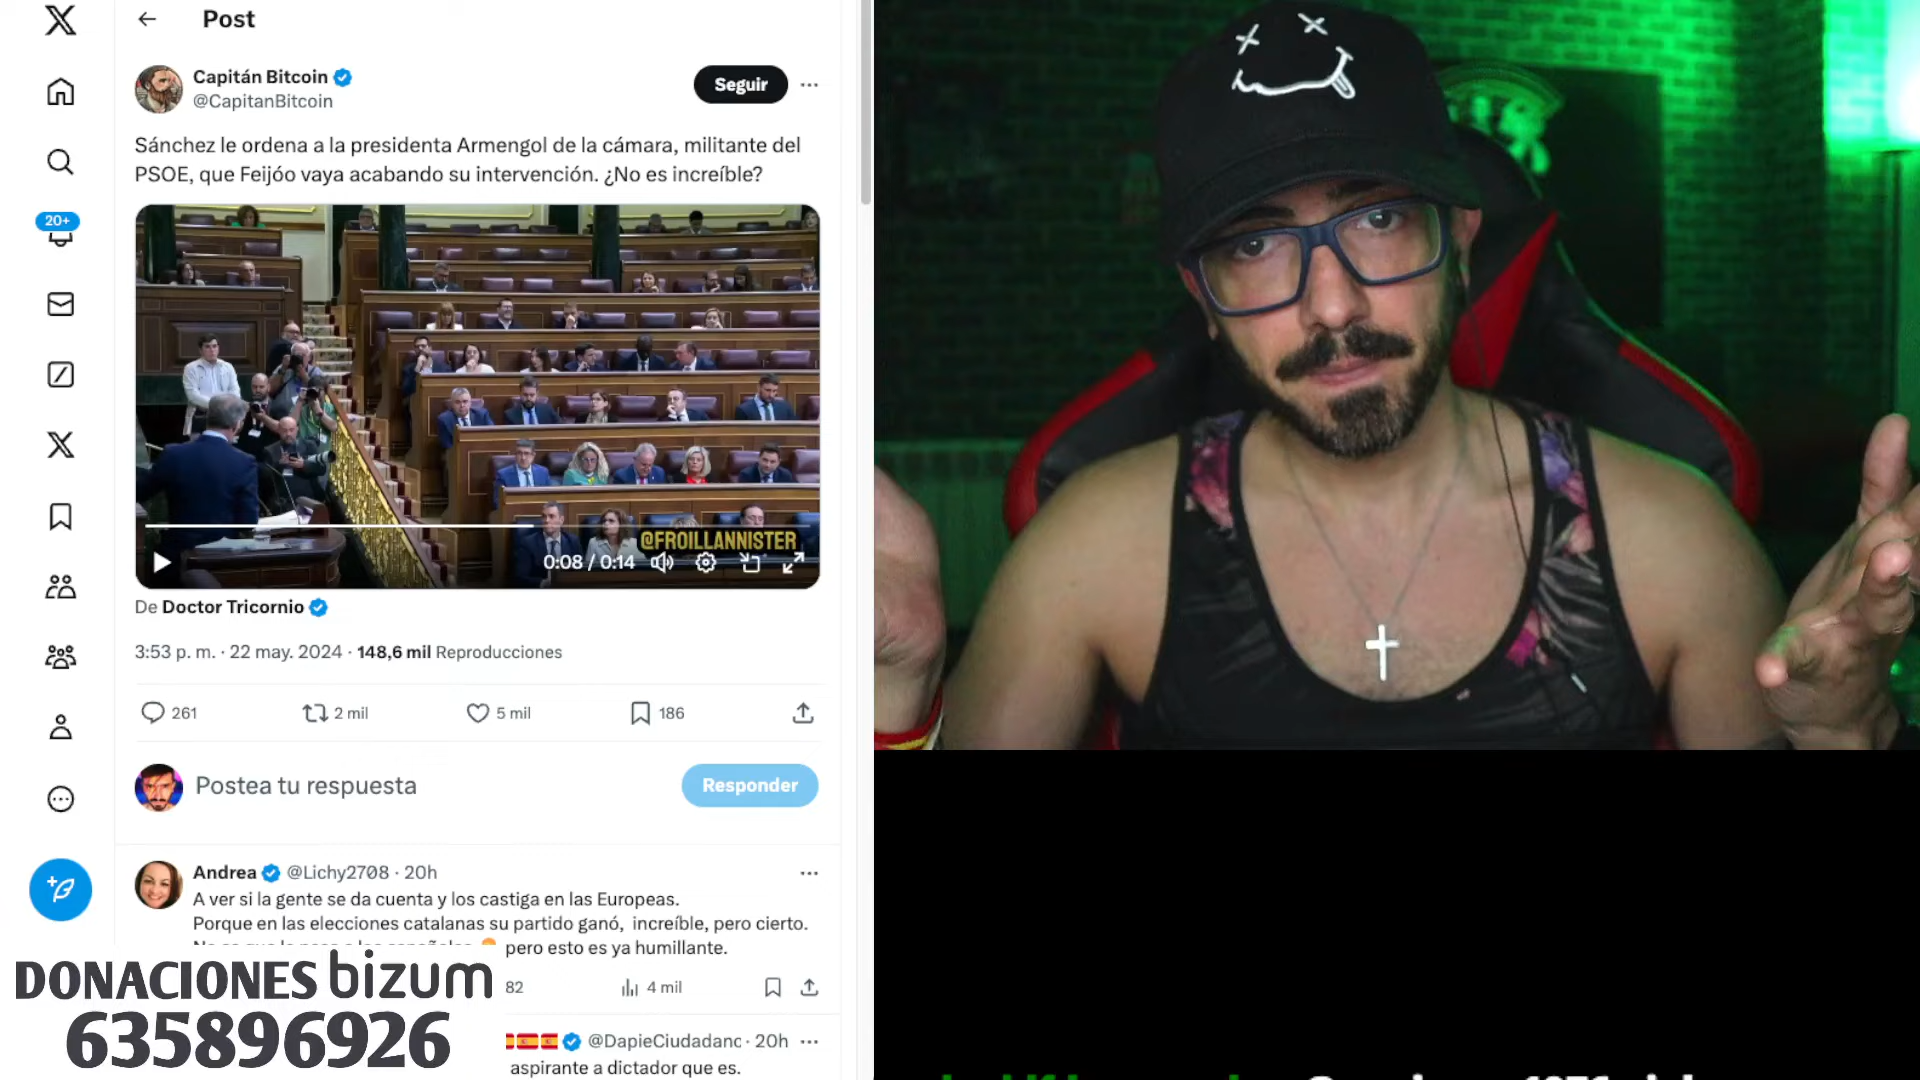 Post
Capitán Bitcoin
@CapitanBitcoin
Seguir
Sánchez le ordena a la presidenta Armengol de la cámara, militante del
PSOE, que Feijóo vaya acabando su intervención. ¿No es increíble?
20+
@FROILLANNISTER
0:08 / 0:14
De Doctor Tricornio
3:53 p. m. · 22 may. 2024 · 148,6 mil Reproducciones
261
2 mil
5 mil
186
Postea tu respuesta
Responder
Andrea @Lichy2708 · 20h
A ver si la gente se da cuenta y los castiga en las Europeas.
Porque en las elecciones catalanas su partido ganó, increíble, pero cierto.
pero esto es ya humillante.
82
4 mil
@DapieCiudadanc · 20h
aspirante a dictador que es.
DONACIONES bizum
635896926